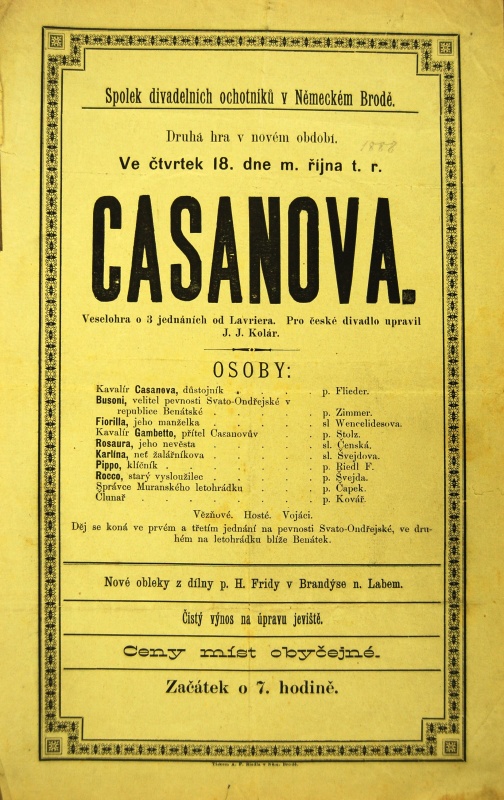 Spolek divadelních ochotníků v Německém Brodě.
Druhá hra v novém období.
1888
Ve čtvrtek 18. dne m. října t. r.
CASANOVA.
Veselohra o 3 jednáních od Lavriera. Pro české divadlo upravil
J. J. Kolár.
OSOBY:
Kavalír Casanova, důstojník . . . . p. Flieder.
Busoni, velitel pevnosti Svato-Ondřejské v
republice Benátské . . . . . p. Zimmer.
Fiorilla, jeho manželka . . . . . sl Wencelidesova.
Kavalír Gambetto, přítel Casanovův . . . p. Stolz.
Rosaura, jeho nevěsta . . . . . sl. Čenská.
Karlína, neť žalářníkova . . . . . sl. Švejdova.
Pippo, klíčník . . . . . . p. Riedl F.
Rocco, starý vysloužilec . . . . . p. Švejda.
Správce Muranského letohrádku . . . . p. Čapek.
Člunař . . . . . . . p. Kovář.
Vězňové. Hosté. Vojáci.
Děj se koná ve prvém a třetím jednání na pevnosti Svato-Ondřejské, ve dru-
hém na letohrádku blíže Benátek.
Nové obleky z dílny p. H. Fridy v Brandýse n. Labem.
Čistý výnos na úpravu jeviště.
Ceny míst obyčejné.
Začátek o 7. hodině.